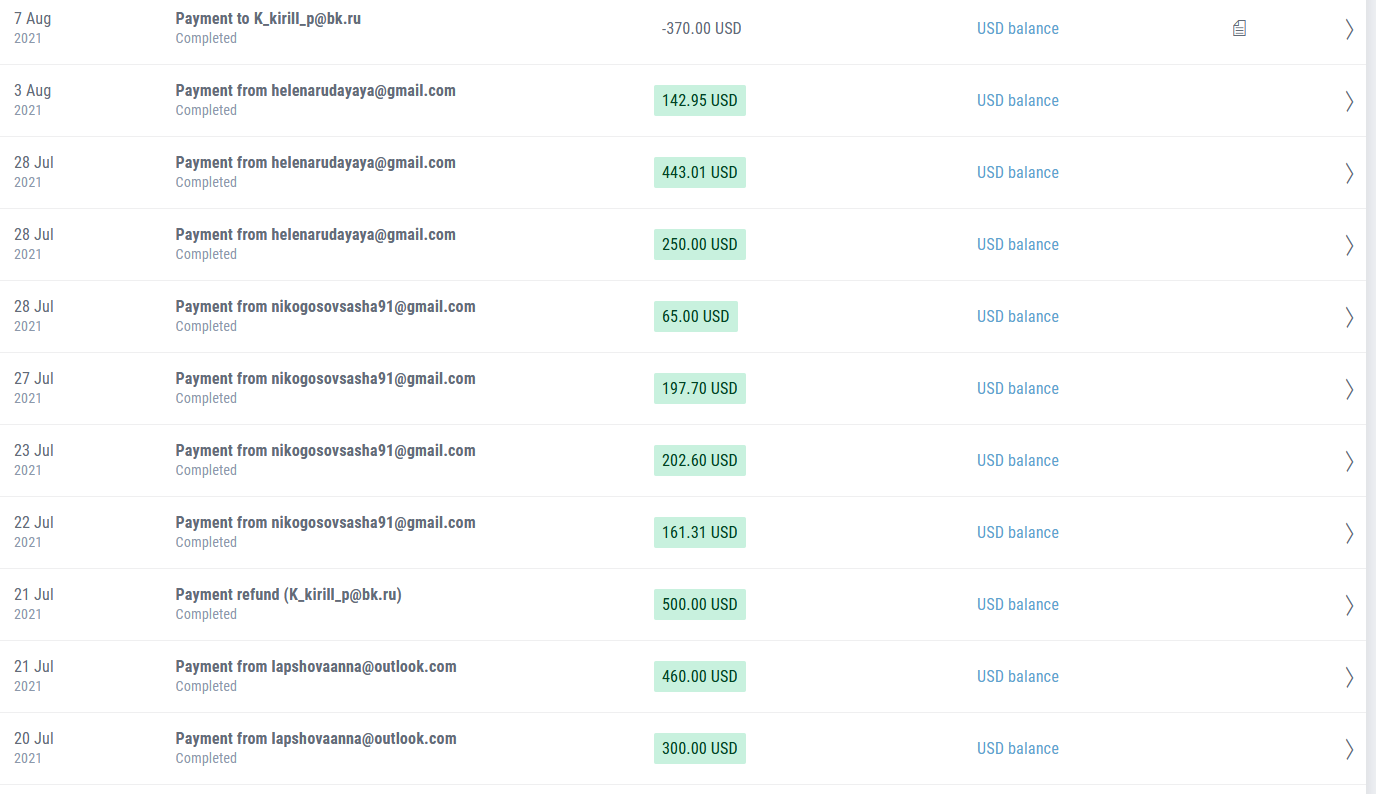 7 Aug
2021
Payment to K_kirill_p@bk.ru
Completed
-370.00 USD
USD balance
3 Aug
2021
Payment from helenarudayaya@gmail.com
Completed
142.95 USD
USD balance
28 Jul
2021
Payment from helenarudayaya@gmail.com
Completed
443.01 USD
USD balance
28 Jul
2021
Payment from helenarudayaya@gmail.com
Completed
250.00 USD
USD balance
28 Jul
2021
Payment from nikogosovsasha91@gmail.com
Completed
65.00 USD
USD balance
27 Jul
2021
Payment from nikogosovsasha91@gmail.com
Completed
197.70 USD
USD balance
23 Jul
2021
Payment from nikogosovsasha91@gmail.com
Completed
202.60 USD
USD balance
22 Jul
2021
Payment from nikogosovsasha91@gmail.com
Completed
161.31 USD
USD balance
21 Jul
2021
Payment refund (K_kirill_p@bk.ru)
Completed
500.00 USD
USD balance
21 Jul
2021
Payment from lapshovaanna@outlook.com
Completed
460.00 USD
USD balance
20 Jul
2021
Payment from lapshovaanna@outlook.com
Completed
300.00 USD
USD balance